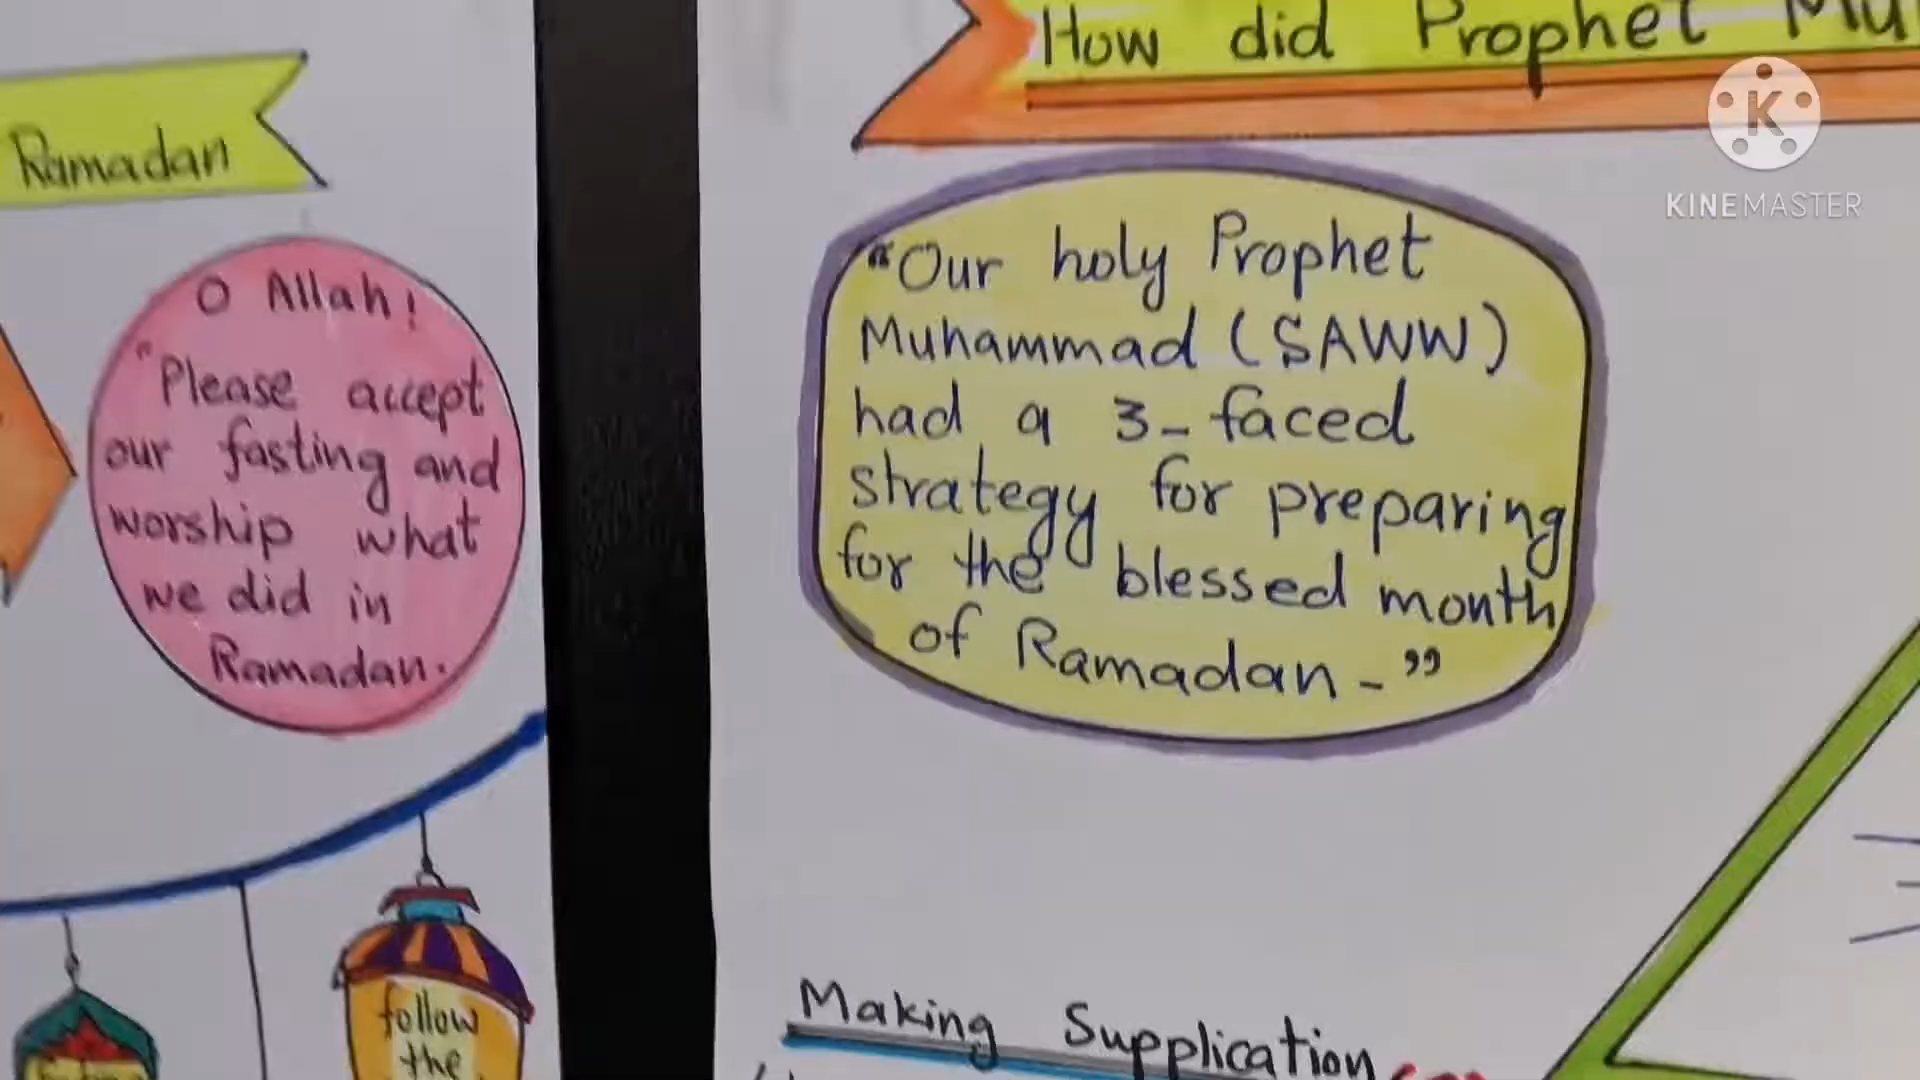 Ramadan
O Allah!
"Please accept
our fasting and
worship what
we did in
Ramadan.
follow
the
How did Prophet
"Our holy Prophet
Muhammad (SAWW)
had a 3-faced
strategy for preparing
for the blessed month
of Ramadan-"
Making Supplication
KINEMASTER